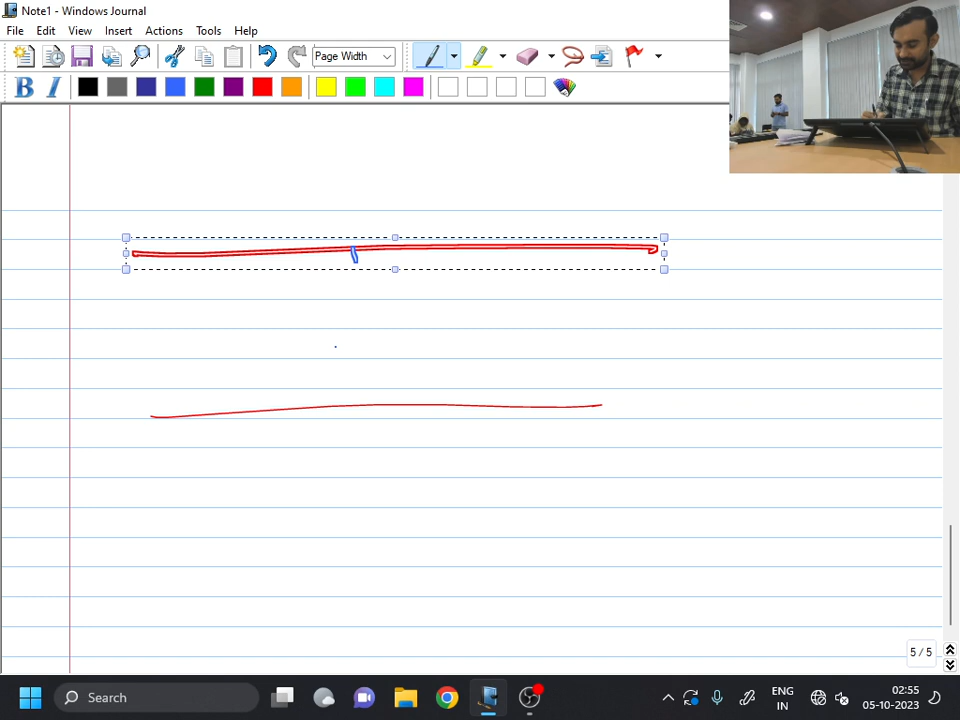 Note1 - Windows Journal
File Edit View Insert Actions Tools Help
Page Width
B I
5 / 5
Search
ENG
IN
02:55
05-10-2023